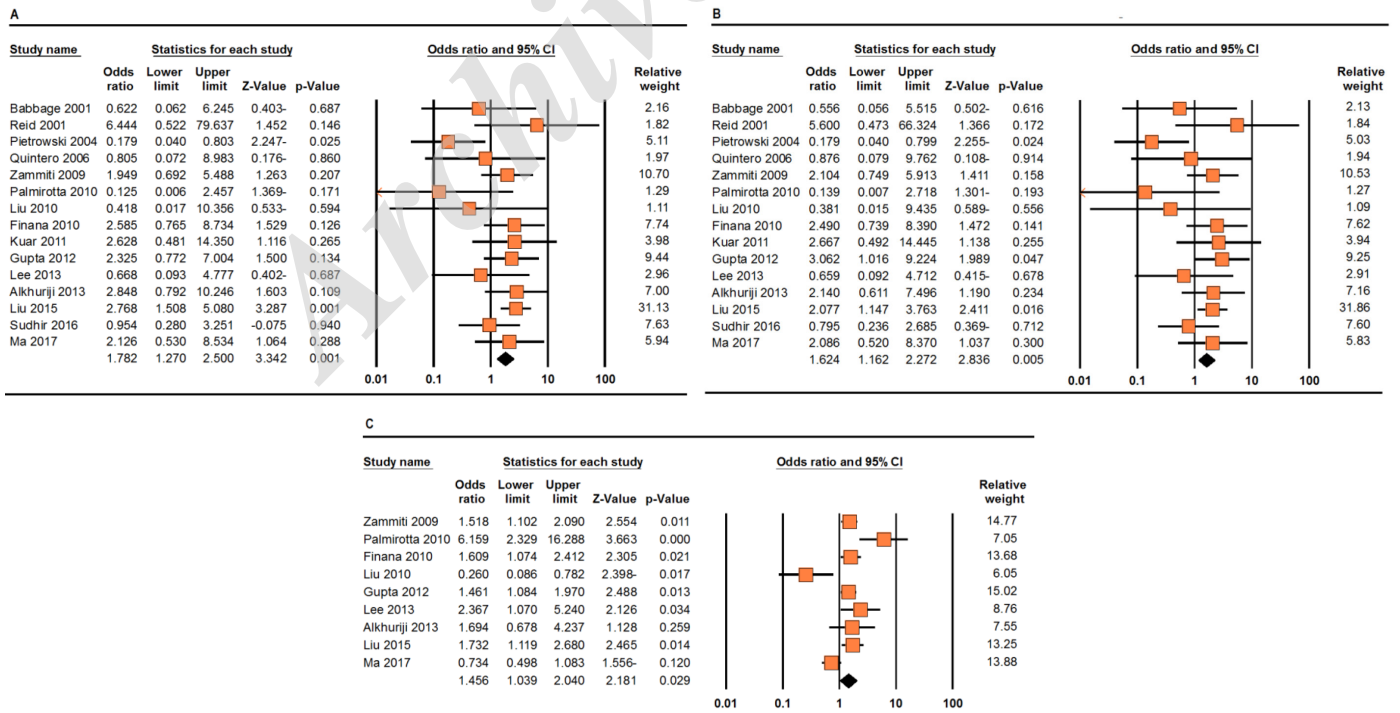 A
Study name Statistics for each study Odds ratio and 95% CI
Odds ratio Lower limit Upper limit Z-Value p-Value Relative weight
Babbage 2001 0.622 0.062 6.245 0.403- 0.687 2.16
Reid 2001 6.444 0.522 79.637 1.452 0.146 1.82
Pietrowski 2004 0.179 0.040 0.803 2.247- 0.025 5.11
Quintero 2006 0.805 0.072 8.983 0.176- 0.860 1.97
Zammiti 2009 1.949 0.692 5.488 1.263 0.207 10.70
Palmirotta 2010 0.125 0.006 2.457 1.369- 0.171 1.29
Liu 2010 0.418 0.017 10.356 0.533- 0.594 1.11
Finana 2010 2.585 0.765 8.734 1.529 0.126 7.74
Kuar 2011 2.628 0.481 14.350 1.116 0.265 3.98
Gupta 2012 2.325 0.772 7.004 1.500 0.134 9.44
Lee 2013 0.668 0.093 4.777 0.402- 0.687 2.96
Alkhuriji 2013 2.848 0.792 10.246 1.603 0.109 7.00
Liu 2015 2.768 1.508 5.080 3.287 0.001 31.13
Sudhir 2016 0.954 0.280 3.251 -0.075 0.940 7.63
Ma 2017 2.126 0.530 8.534 1.064 0.288 5.94
1.782 1.270 2.500 3.342 0.001
0.01 0.1 1 10 100
B
Study name Statistics for each study Odds ratio and 95% CI
Odds ratio Lower limit Upper limit Z-Value p-Value Relative weight
Babbage 2001 0.556 0.056 5.515 0.502- 0.616 2.13
Reid 2001 5.600 0.473 66.324 1.366 0.172 1.84
Pietrowski 2004 0.179 0.040 0.799 2.255- 0.024 5.03
Quintero 2006 0.876 0.079 9.762 0.108- 0.914 1.94
Zammiti 2009 2.104 0.749 5.913 1.411 0.158 10.53
Palmirotta 2010 0.139 0.007 2.718 1.301- 0.193 1.27
Liu 2010 0.381 0.015 9.435 0.589- 0.556 1.09
Finana 2010 2.490 0.739 8.390 1.472 0.141 7.62
Kuar 2011 2.667 0.492 14.445 1.138 0.255 3.94
Gupta 2012 3.062 1.016 9.224 1.989 0.047 9.25
Lee 2013 0.659 0.092 4.712 0.415- 0.678 2.91
Alkhuriji 2013 2.140 0.611 7.496 1.190 0.234 7.16
Liu 2015 2.077 1.147 3.763 2.411 0.016 31.86
Sudhir 2016 0.795 0.236 2.685 0.369- 0.712 7.60
Ma 2017 2.086 0.520 8.370 1.037 0.300 5.83
1.624 1.162 2.272 2.836 0.005
0.01 0.1 1 10 100
C
Study name Statistics for each study Odds ratio and 95% CI
Odds ratio Lower limit Upper limit Z-Value p-Value Relative weight
Zammiti 2009 1.518 1.102 2.090 2.554 0.011 14.77
Palmirotta 2010 6.159 2.329 16.288 3.663 0.000 7.05
Finana 2010 1.609 1.074 2.412 2.305 0.021 13.68
Liu 2010 0.260 0.086 0.782 2.398- 0.017 6.05
Gupta 2012 1.461 1.084 1.970 2.488 0.013 15.02
Lee 2013 2.367 1.070 5.240 2.126 0.034 8.76
Alkhuriji 2013 1.694 0.678 4.237 1.128 0.259 7.55
Liu 2015 1.732 1.119 2.680 2.465 0.014 13.25
Ma 2017 0.734 0.498 1.083 1.556- 0.120 13.88
1.456 1.039 2.040 2.181 0.029
0.01 0.1 1 10 100